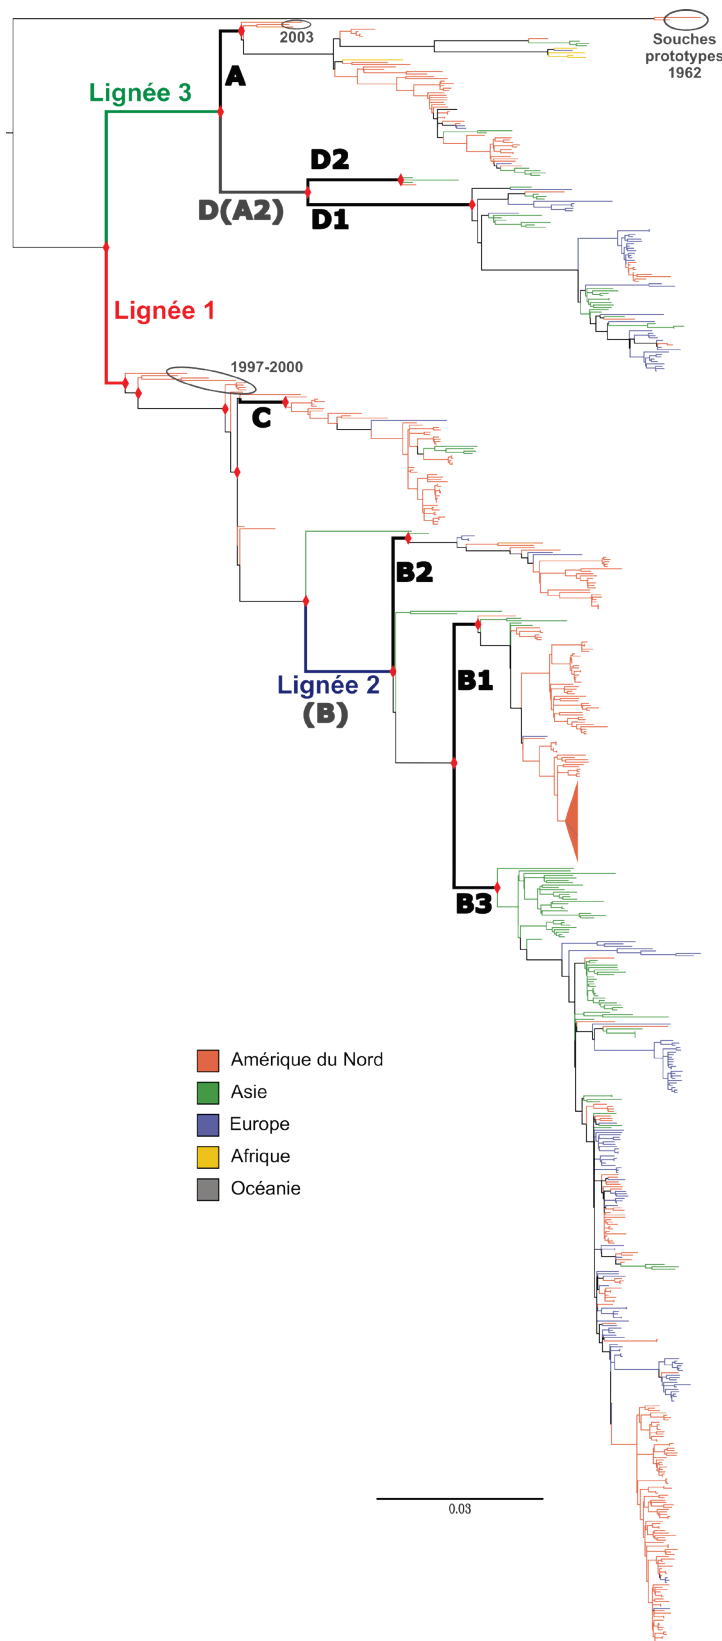 2003
Souches
prototypes
1962
A
Lignée 3
D2
D(A2)
D1
Lignée 1
1997-2000
C
B2
Lignée 2
(B)
B1
B3
Amérique du Nord
Asie
Europe
Afrique
Océanie
0.03